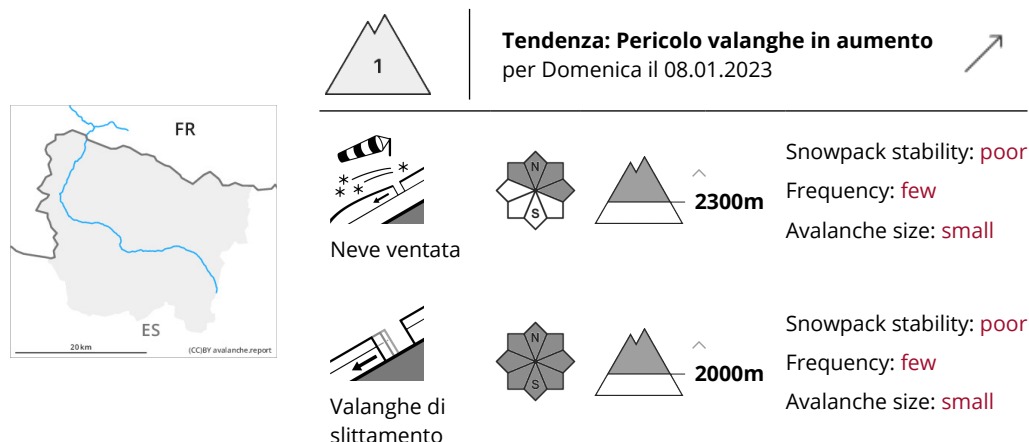 1
Tendenza: Pericolo valanghe in aumento
per Domenica il 08.01.2023
FR
ES
20 km
(CC)BY avalanche.report
Neve ventata
N
S
2300m
Snowpack stability: poor
Frequency: few
Avalanche size: small
Valanghe di
slittamento
N
S
2000m
Snowpack stability: poor
Frequency: few
Avalanche size: small